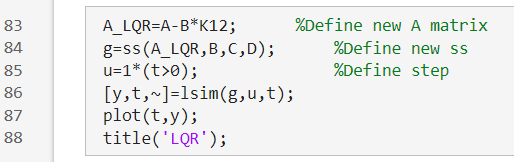 83 A_LQR=A-B*K12; %Define new A matrix
84 g=ss(A_LQR,B,C,D); %Define new ss
85 u=1*(t>0); %Define step
86 [y,t,~]=lsim(g,u,t);
87 plot(t,y);
88 title('LQR');